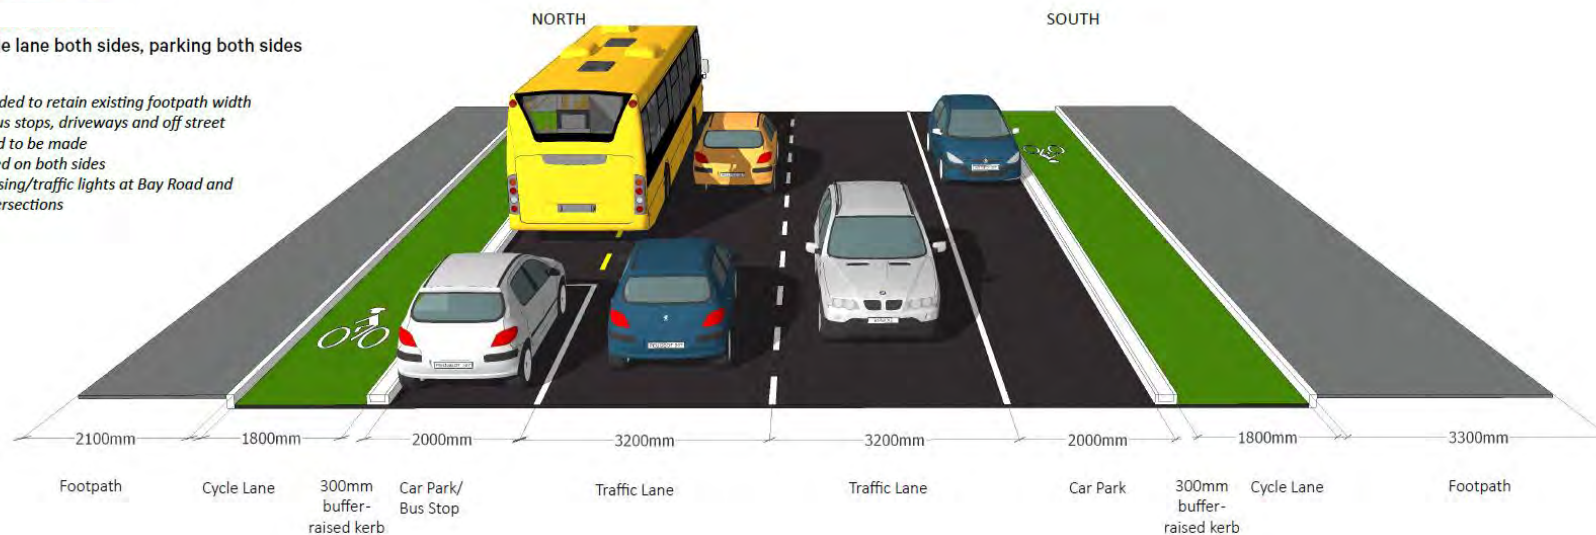 NORTH
SOUTH
e lane both sides, parking both sides
ded to retain existing footpath width
us stops, driveways and off street
d to be made
ed on both sides
sing/traffic lights at Bay Road and
ersections
2100mm
1800mm
2000mm
3200mm
3200mm
2000mm
1800mm
3300mm
Footpath
Cycle Lane
300mm
buffer-
raised kerb
Car Park/
Bus Stop
Traffic Lane
Traffic Lane
Car Park
300mm
buffer-
raised kerb
Cycle Lane
Footpath